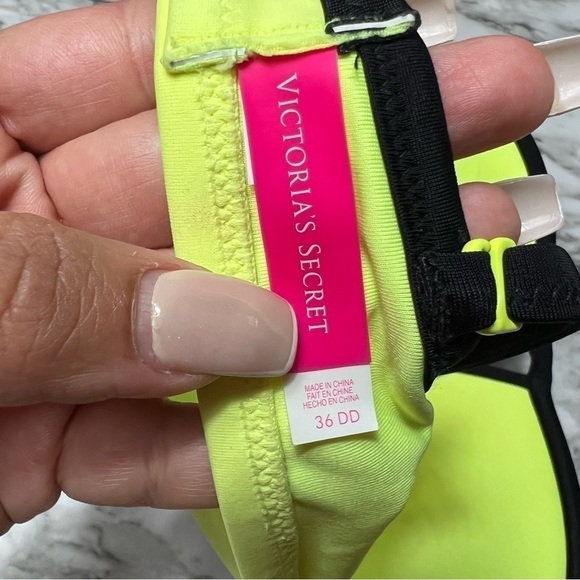 VICTORIA'S SECRET
MADE IN CHINA
FAIT EN CHINE
HECHO EN CHINA
36 DD